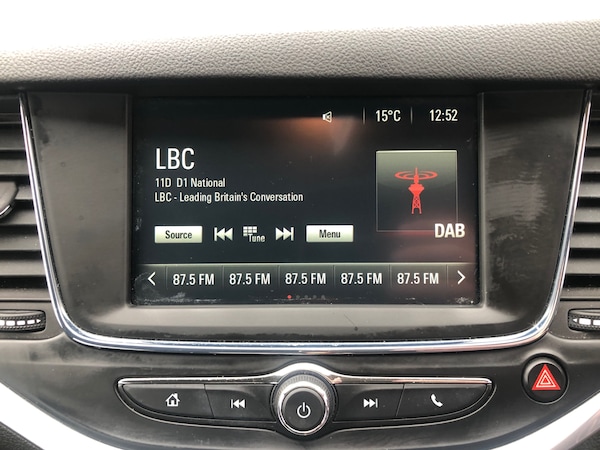 15°C 12:52
LBC
11D D1 National
LBC - Leading Britain's Conversation
DAB
Source Tune Menu
87.5 FM 87.5 FM 87.5 FM 87.5 FM 87.5 FM